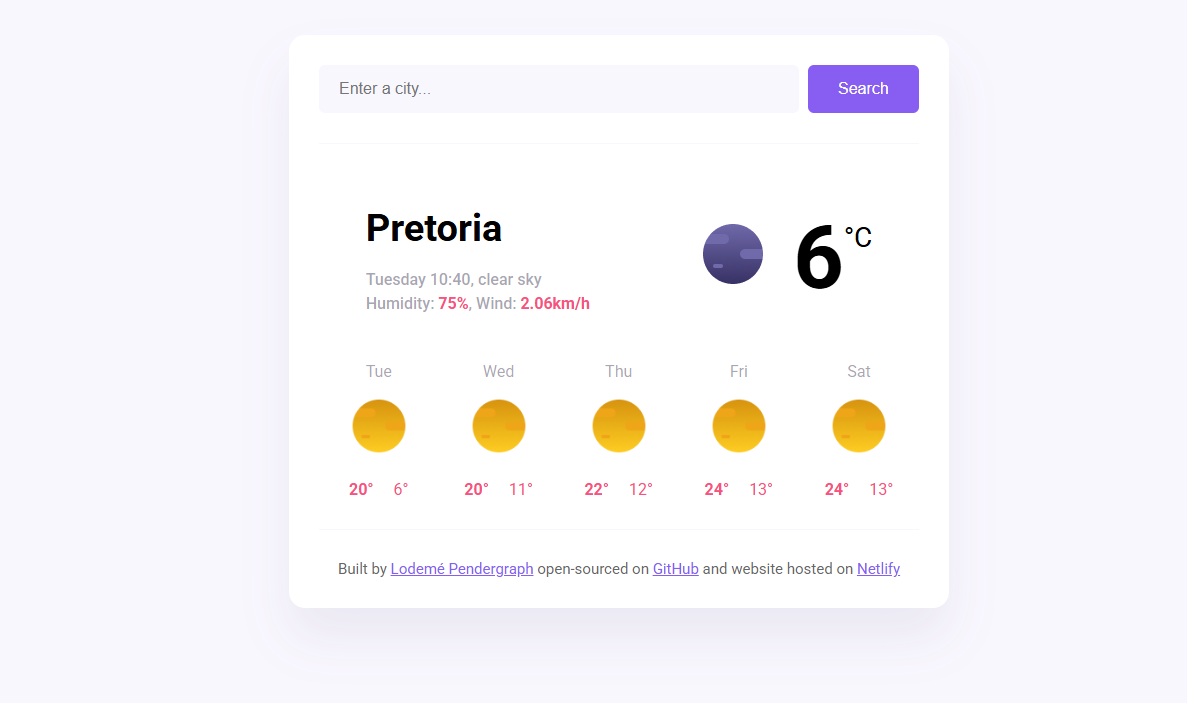 Enter a city...
Search
Pretoria
6 °C
Tuesday 10:40, clear sky
Humidity: 75%, Wind: 2.06km/h
Tue Wed Thu Fri Sat
20° 6° 20° 11° 22° 12° 24° 13° 24° 13°
Built by Lodemé Pendergraph open-sourced on GitHub and website hosted on Netlify